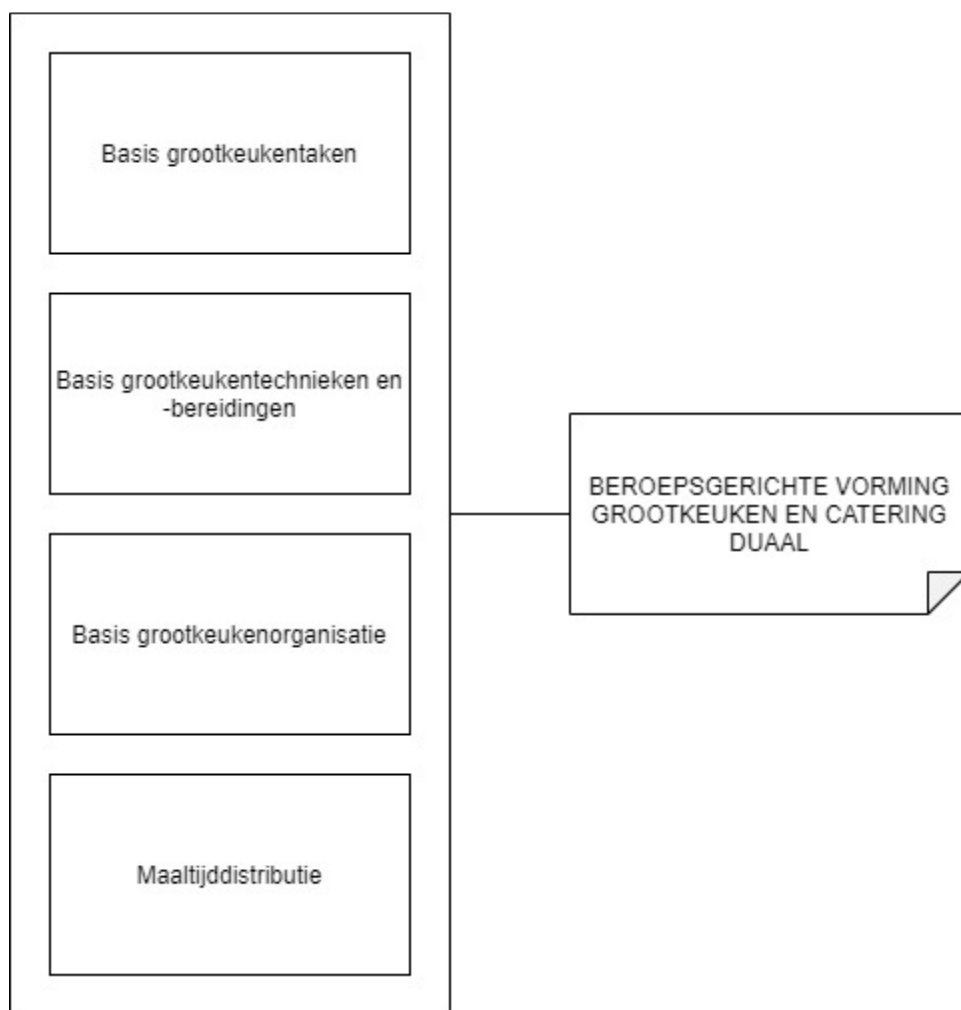 Basis grootkeukentaken
Basis grootkeukentechnieken en
-bereidingen
Basis grootkeukenorganisatie
Maaltijddistributie
BEROEPSGERICHTE VORMING
GROOTKEUKEN EN CATERING
DUAAL